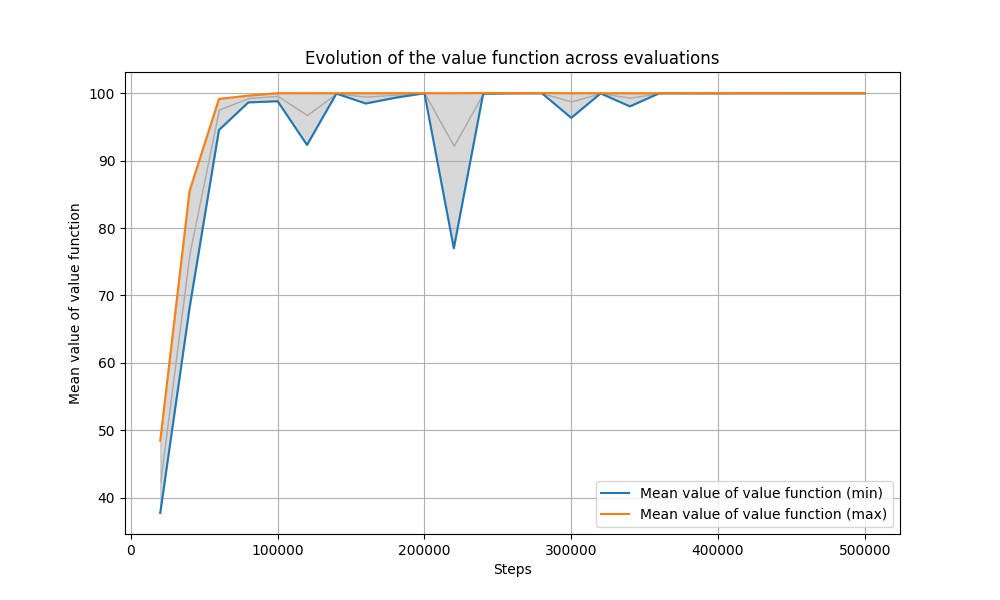 Evolution of the value function across evaluations
100
90
80
70
60
50
40
Mean value of value function
0
100000
200000
300000
400000
500000
Steps
Mean value of value function (min)
Mean value of value function (max)